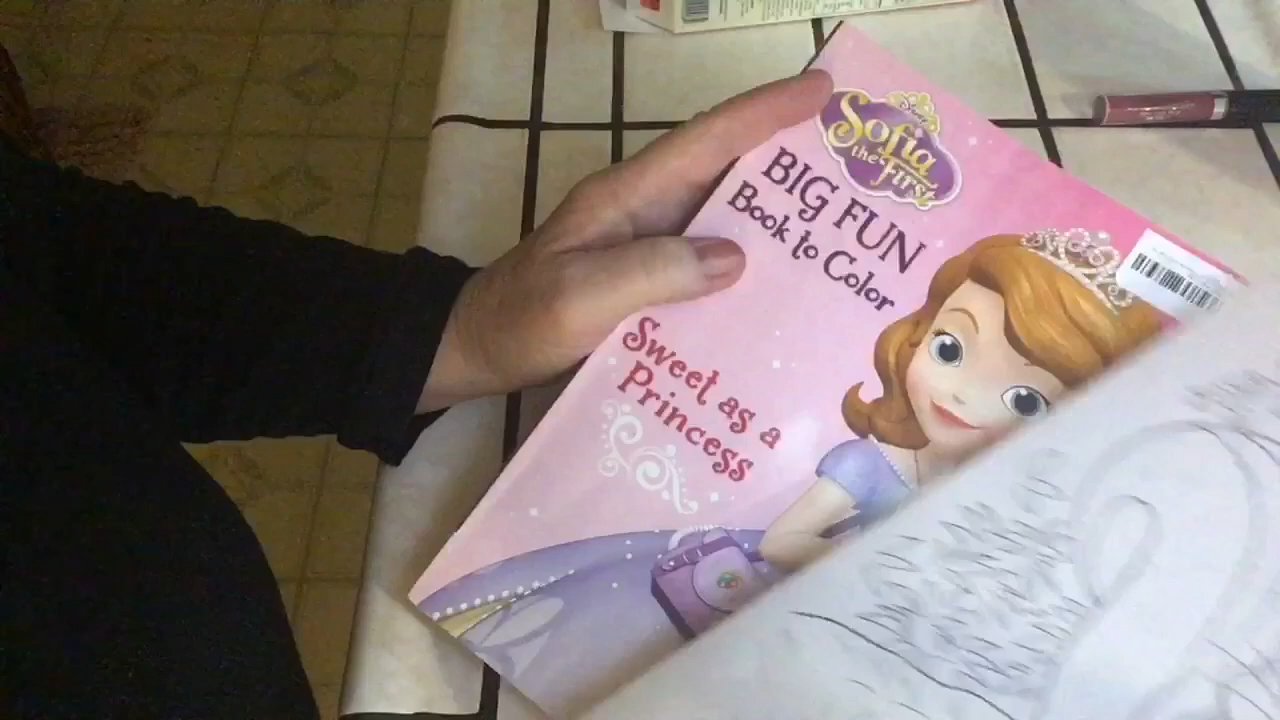 Disney
Sofia
the First
BIG FUN
Book to Color
Sweet as a
Princess